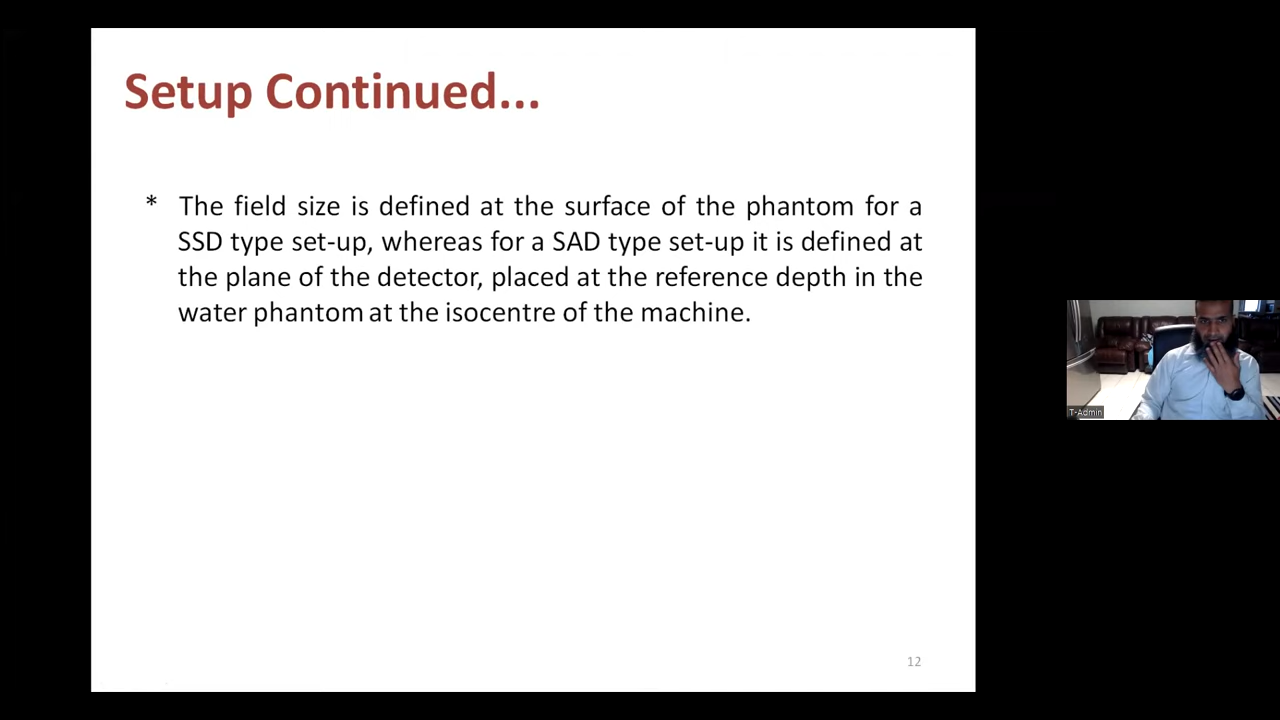 Setup Continued...
* The field size is defined at the surface of the phantom for a
SSD type set-up, whereas for a SAD type set-up it is defined at
the plane of the detector, placed at the reference depth in the
water phantom at the isocentre of the machine.
T-Admin
12